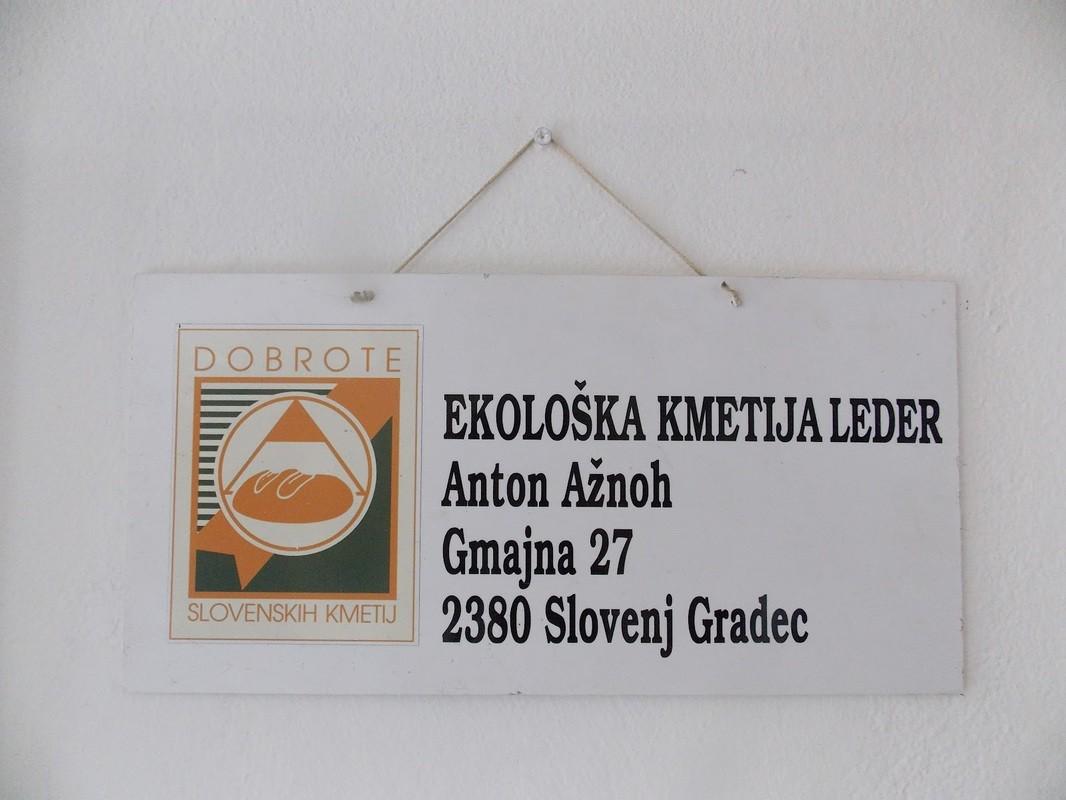 DOBROTE
SLOVENSKIH KMETIJ
EKOLOŠKA KMETIJA LEDER
Anton Ažnoh
Gmajna 27
2380 Slovenj Gradec